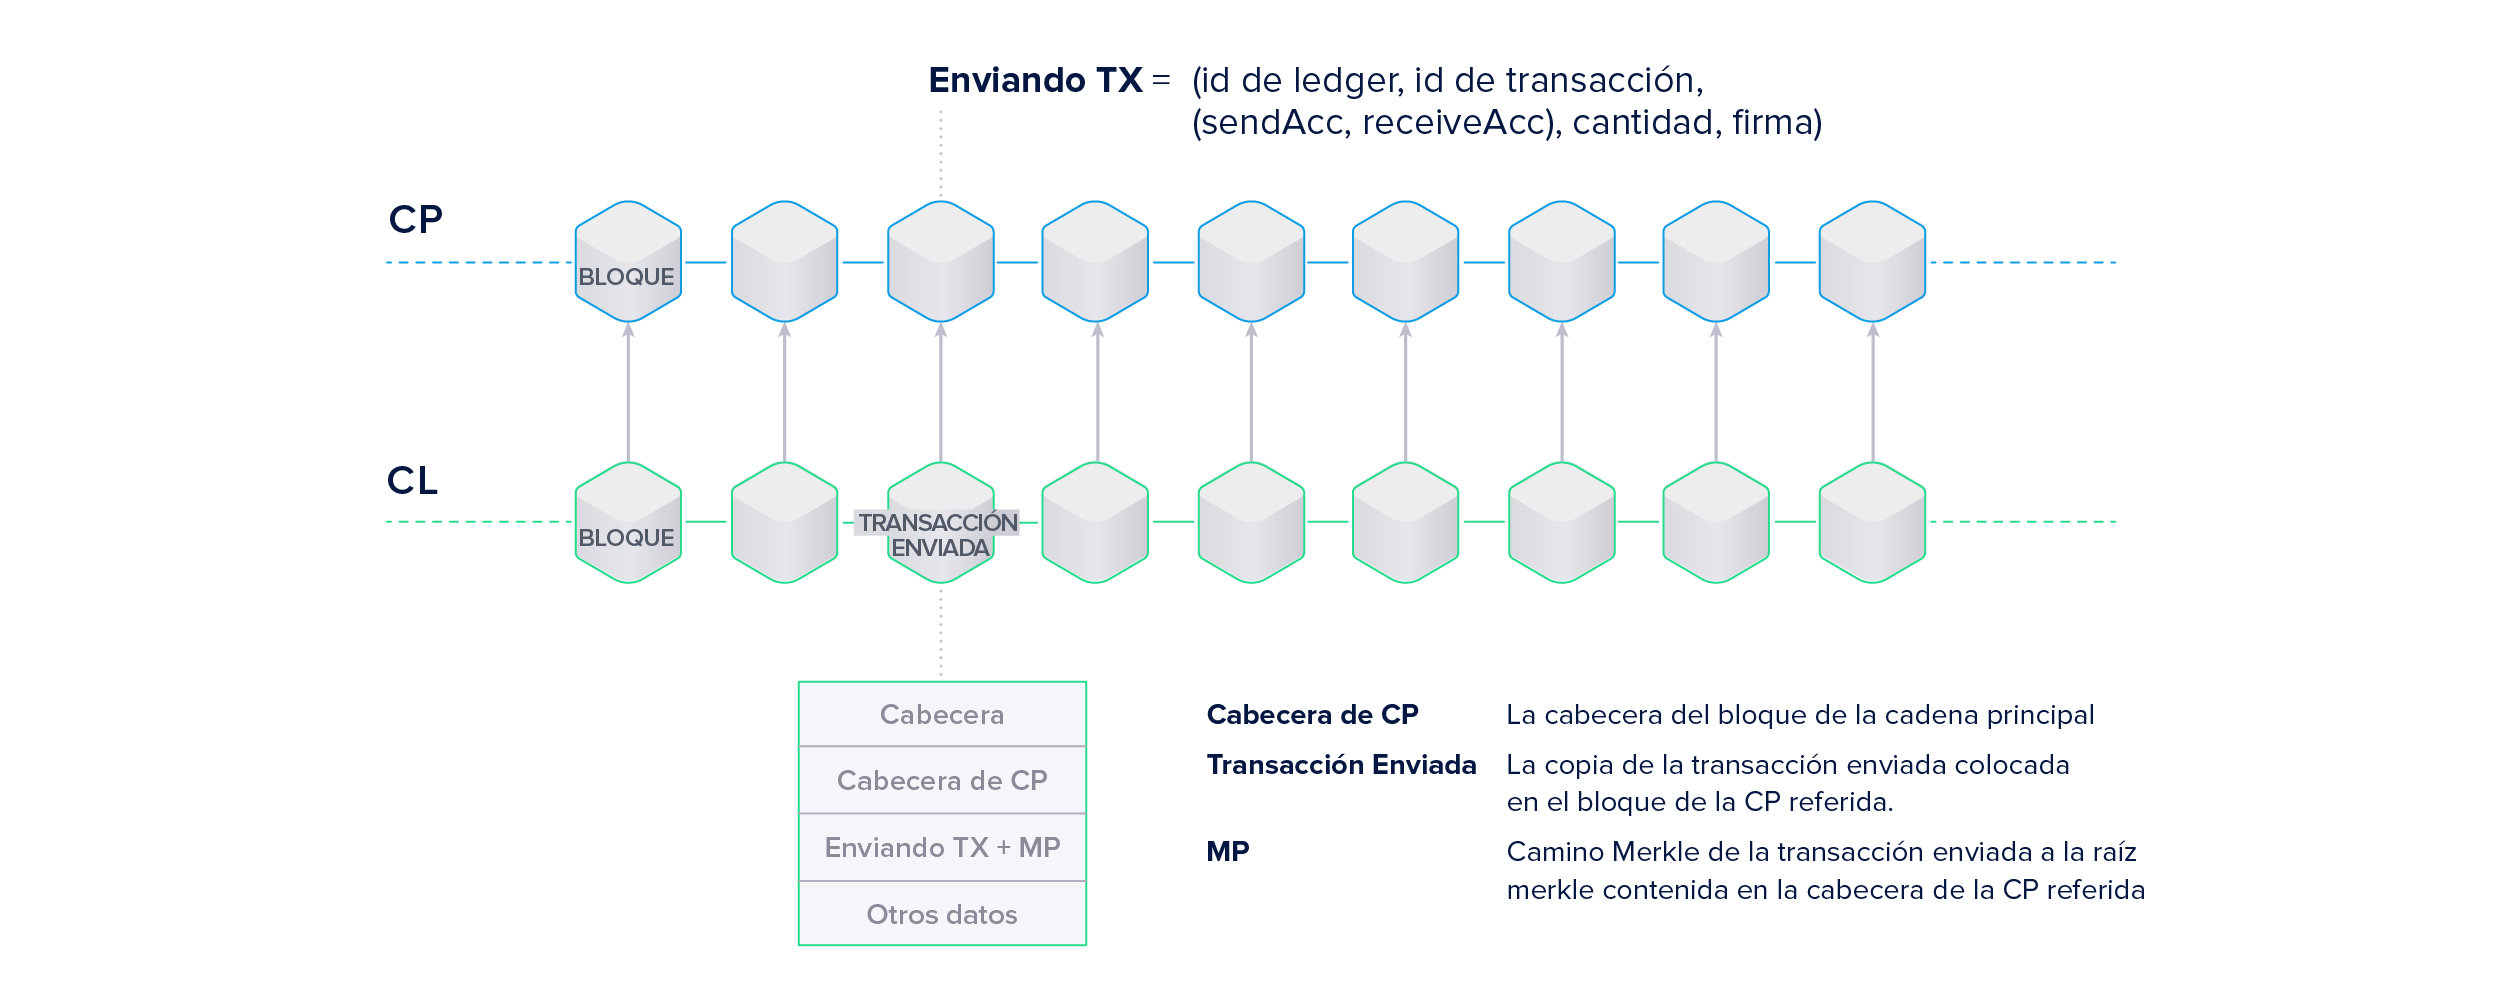 Enviando TX = (id de ledger, id de transacción,
(sendAcc, receiveAcc), cantidad, firma)
CP
BLOQUE
CL
BLOQUE
TRANSACCIÓN
ENVIADA
Cabecera
Cabecera de CP
Enviando TX + MP
Otros datos
Cabecera de CP La cabecera del bloque de la cadena principal
Transacción Enviada La copia de la transacción enviada colocada
en el bloque de la CP referida.
MP Camino Merkle de la transacción enviada a la raíz
merkle contenida en la cabecera de la CP referida